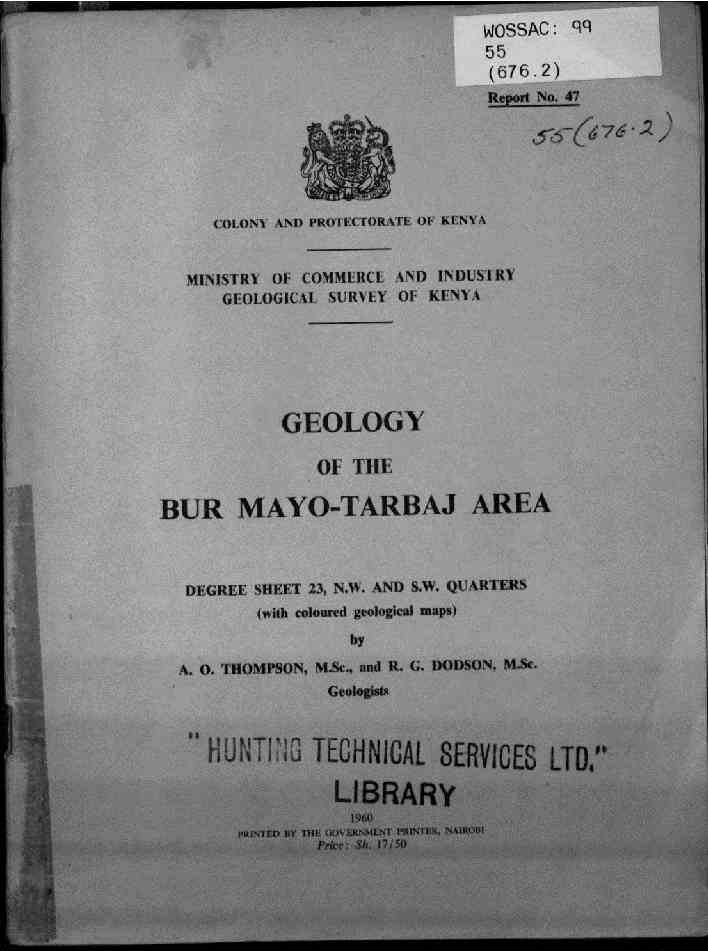 WOSSAC: 99
55
(676.2)
Report No. 47
55(676.2)
COLONY AND PROTECTORATE OF KENYA
MINISTRY OF COMMERCE AND INDUSTRY
GEOLOGICAL SURVEY OF KENYA
GEOLOGY
OF THE
BUR MAYO-TARBAJ AREA
DEGREE SHEET 23, N.W. AND S.W. QUARTERS
(with coloured geological maps)
by
A. O. THOMPSON, M.Sc., and R. G. DODSON, M.Sc.
Geologists
"HUNTING TECHNICAL SERVICES LTD."
LIBRARY
1960
PRINTED BY THE GOVERNMENT PRINTER, NAIROBI
Price: Sh. 17/50